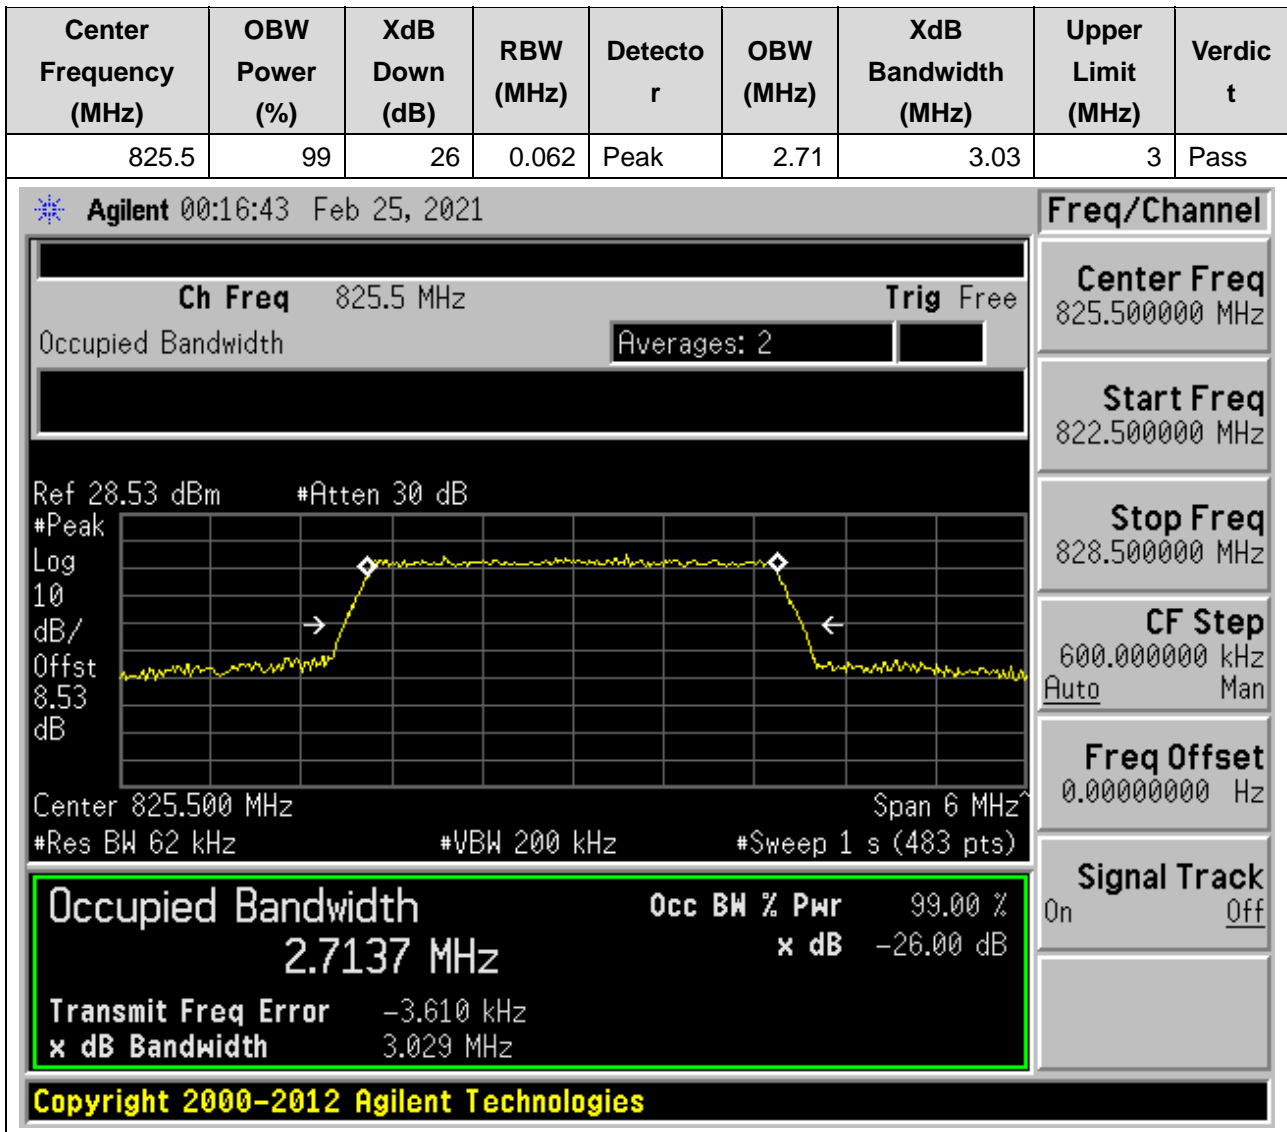 Center Frequency (MHz) OBW Power (%) XdB Down (dB) RBW (MHz) Detector OBW (MHz) XdB Bandwidth (MHz) Upper Limit (MHz) Verdict
825.5 99 26 0.062 Peak 2.71 3.03 3 Pass
Agilent 00:16:43 Feb 25, 2021
Freq/Channel
Ch Freq 825.5 MHz Trig Free
Occupied Bandwidth Averages: 2
Ref 28.53 dBm #Atten 30 dB
#Peak
Log
10
dB/
Offst
8.53
dB
Center 825.500 MHz Span 6 MHz^
#Res BW 62 kHz #VBW 200 kHz #Sweep 1 s (483 pts)
Occupied Bandwidth Occ BW % Pwr 99.00 %
2.7137 MHz x dB -26.00 dB
Transmit Freq Error -3.610 kHz
x dB Bandwidth 3.029 MHz
Copyright 2000-2012 Agilent Technologies
Center Freq
825.500000 MHz
Start Freq
822.500000 MHz
Stop Freq
828.500000 MHz
CF Step
600.000000 kHz
Auto Man
Freq Offset
0.00000000 Hz
Signal Track
On Off